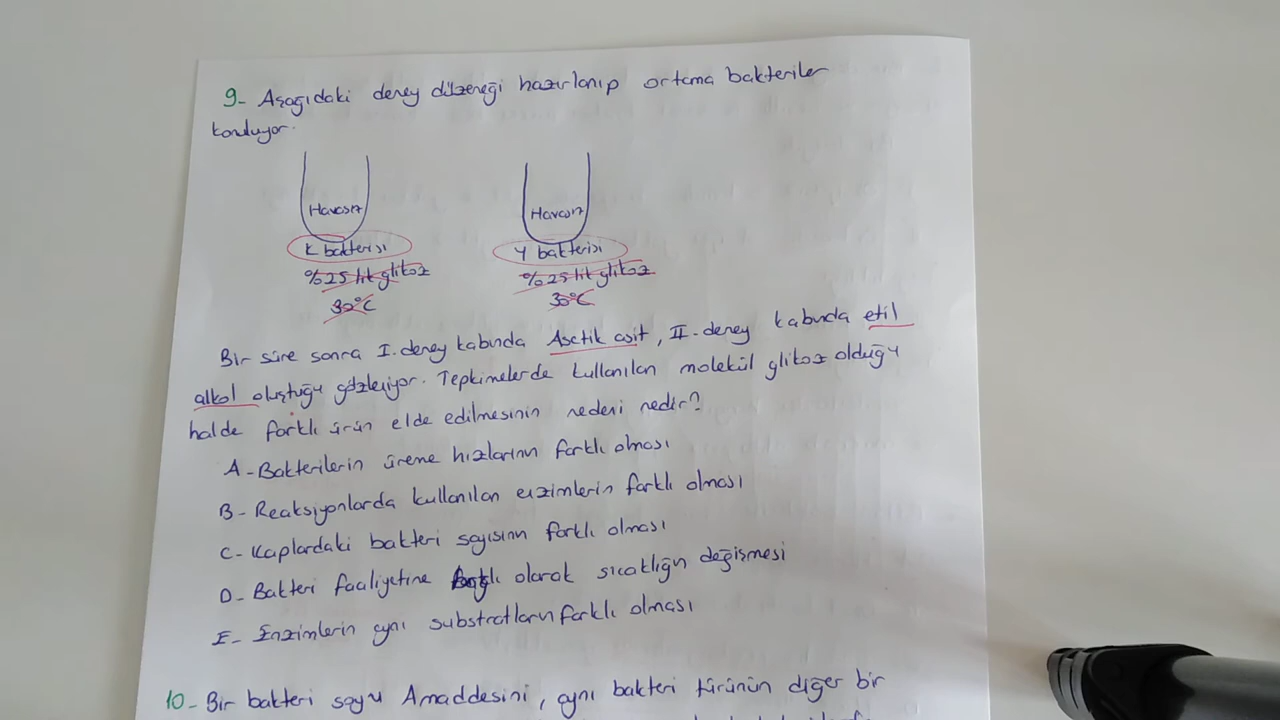 9- Aşağıdaki deney düzeneği hazırlanıp ortama bakteriler
konduyor.
Havasız
Havasız
K bakterisi
Y bakterisi
%25 lik glikoz
%25 lik glikoz
30°C
30°C
Bir süre sonra I. deney kabında Asetik asit, II. deney kabında etil
alkol oluştuğu gözleniyor. Tepkimelerde kullanılan molekül glikoz olduğu
halde farklı ürün elde edilmesinin nedeni nedir?
A- Bakterilerin üreme hızlarının farklı olması
B- Reaksiyonlarda kullanılan enzimlerin farklı olması
C- Kaplardaki bakteri sayısının farklı olması
D- Bakteri faaliyetine bağlı olarak sıcaklığın değişmesi
E- Enzimlerin aynı substratların farklı olması
10- Bir bakteri soyu A maddesini, aynı bakteri türünün diğer bir